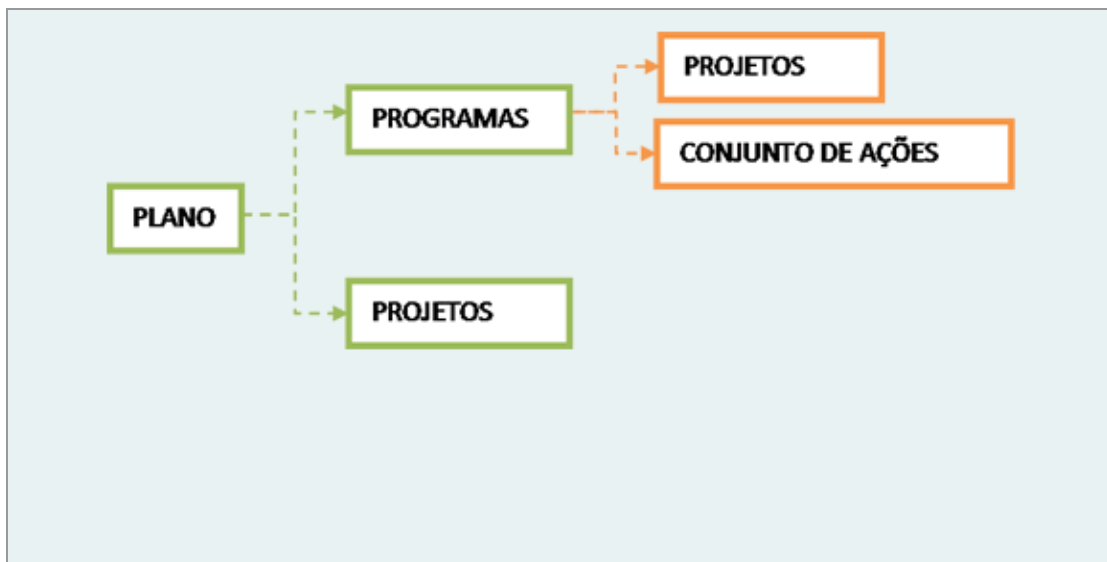 PROJETOS
PROGRAMAS
CONJUNTO DE AÇÕES
PLANO
PROJETOS